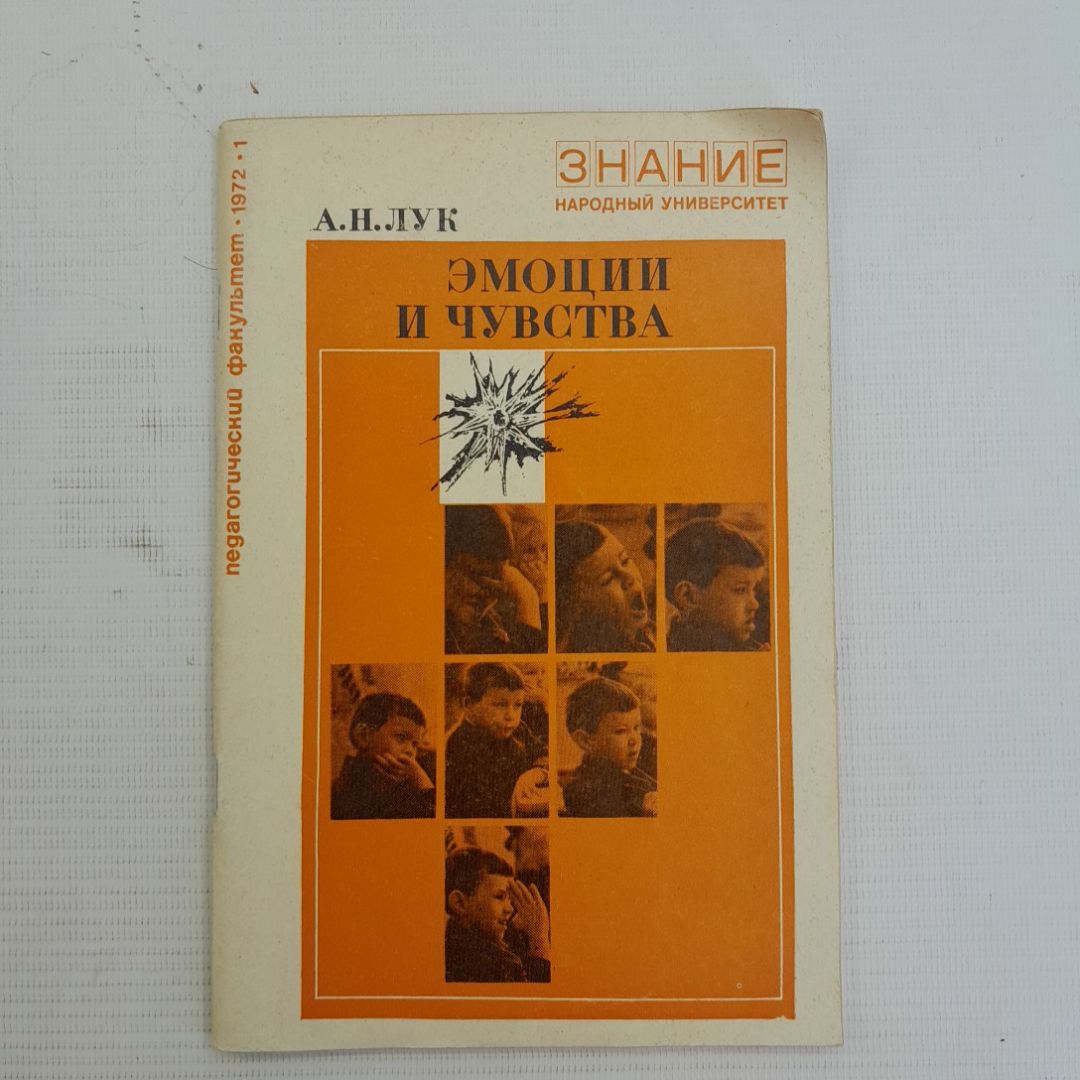 ЗНАНИЕ
НАРОДНЫЙ УНИВЕРСИТЕТ
А.Н.ЛУК
ЭМОЦИИ
И ЧУВСТВА
педагогический факультет · 1972 · 1